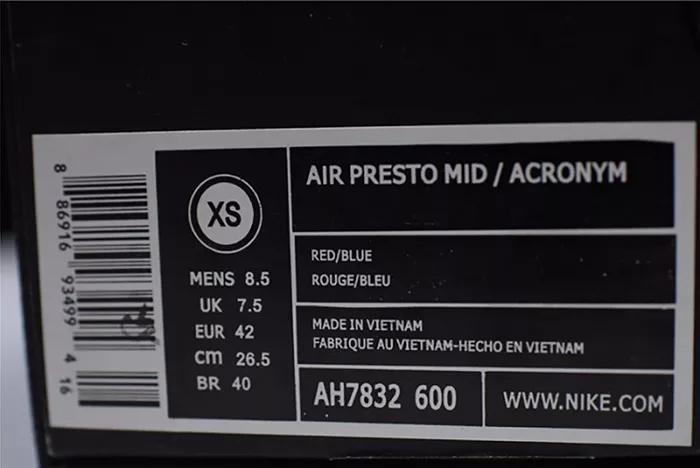 8 86916 93499 4 16
XS
MENS 8.5
UK 7.5
EUR 42
cm 26.5
BR 40
AIR PRESTO MID / ACRONYM
RED/BLUE
ROUGE/BLEU
MADE IN VIETNAM
FABRIQUE AU VIETNAM-HECHO EN VIETNAM
AH7832 600
WWW.NIKE.COM